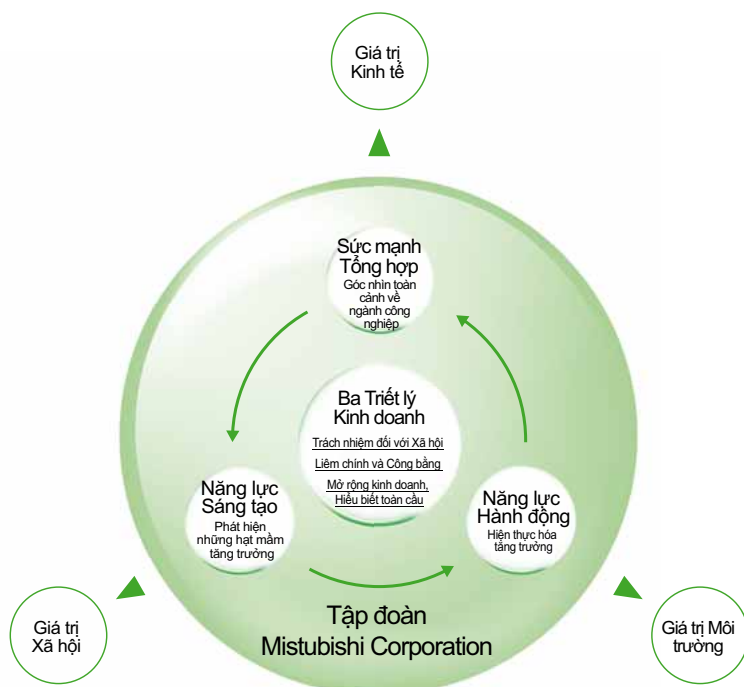 Giá trị
Kinh tế
Sức mạnh
Tổng hợp
Góc nhìn toàn
cảnh về
ngành công
nghiệp
Ba Triết lý
Kinh doanh
Trách nhiệm đối với Xã hội
Liêm chính và Công bằng
Mở rộng kinh doanh,
Hiểu biết toàn cầu
Năng lực
Sáng tạo
Phát hiện
những hạt mầm
tăng trưởng
Năng lực
Hành động
Hiện thực hóa
tăng trưởng
Tập đoàn
Mistubishi Corporation
Giá trị
Xã hội
Giá trị Môi
trường